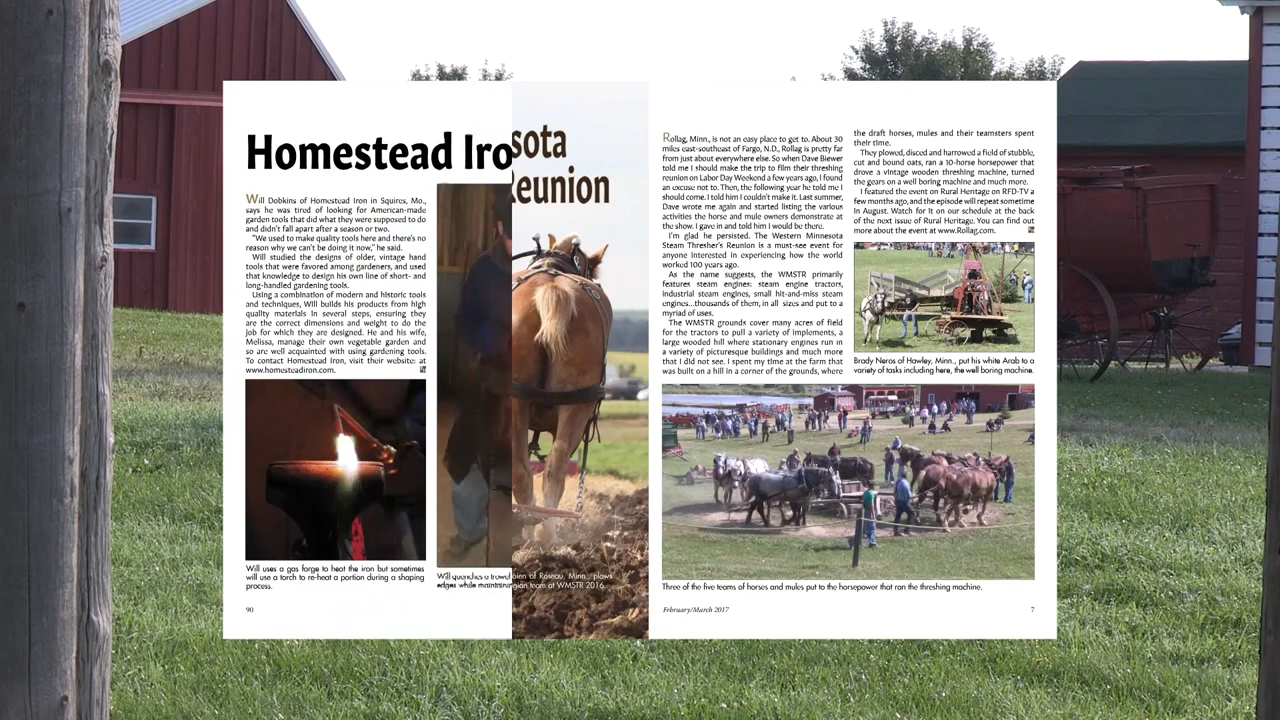 Homestead Iro
Will Dobkins of Homestead Iron in Squires, Mo.,
says he was tired of looking for American-made
garden tools that did what they were supposed to do
and didn't fall apart after a season or two.
"We used to make quality tools here and there's no
reason why we can't be doing it now," he said.
Will studied the designs of older, vintage hand
tools that were favored among gardeners, and used
that knowledge to design his own line of short- and
long-handled gardening tools.
Using a combination of modern and historic tools
and techniques, Will builds his products from high
quality materials in several steps, ensuring they
are the correct dimensions and weight to do the
job for which they are designed. He and his wife,
Melissa, manage their own vegetable garden and
so are well acquainted with using gardening tools.
To contact Homestead Iron, visit their website: at
www.homesteadiron.com.
Will uses a gas forge to heat the iron but sometimes
will use a torch to re-heat a portion during a shaping
process.
90
Will quenches a trowel
edges while maintainin
sota
Reunion
oien of Roseau, Minn., plows
gian team at WMSTR 2016.
Rollag, Minn., is not an easy place to get to. About 30
miles east-southeast of Fargo, N.D., Rollag is pretty far
from just about everywhere else. So when Dave Biewer
told me I should make the trip to film their threshing
reunion on Labor Day Weekend a few years ago, I found
an excuse not to. Then, the following year he told me I
should come. I told him I couldn't make it. Last summer,
Dave wrote me again and started listing the various
activities the horse and mule owners demonstrate at
the show. I gave in and told him I would be there.
I'm glad he persisted. The Western Minnesota
Steam Thresher's Reunion is a must-see event for
anyone interested in experiencing how the world
worked 100 years ago.
As the name suggests, the WMSTR primarily
features steam engines: steam engine tractors,
industrial steam engines, small hit-and-miss steam
engines...thousands of them, in all sizes and put to a
myriad of uses.
The WMSTR grounds cover many acres of field
for the tractors to pull a variety of implements, a
large wooded hill where stationary engines run in
a variety of picturesque buildings and much more
that I did not see. I spent my time at the farm that
was built on a hill in a corner of the grounds, where
the draft horses, mules and their teamsters spent
their time.
They plowed, disced and harrowed a field of stubble,
cut and bound oats, ran a 10-horse horsepower that
drove a vintage wooden threshing machine, turned
the gears on a well boring machine and much more.
I featured the event on Rural Heritage on RFD-TV a
few months ago, and the episode will repeat sometime
in August. Watch for it on our schedule at the back
of the next issue of Rural Heritage. You can find out
more about the event at www.Rollag.com.
Brady Neros of Hawley, Minn., put his white Arab to a
variety of tasks including here, the well boring machine.
Three of the five teams of horses and mules put to the horsepower that ran the threshing machine.
February/March 2017
7